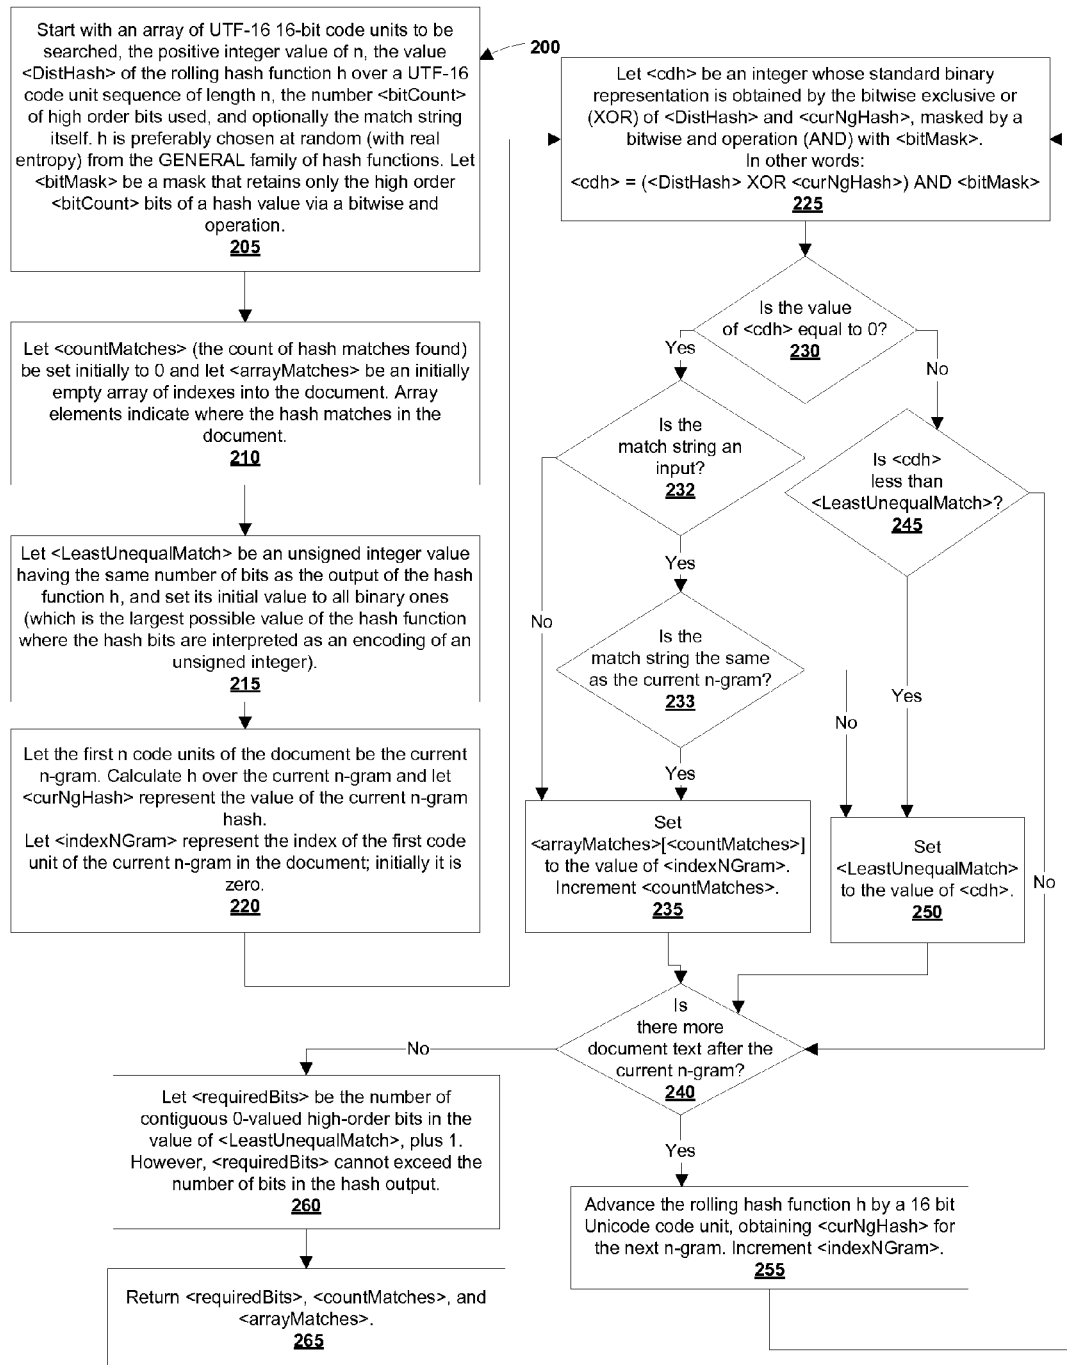 Start with an array of UTF-16 16-bit code units to be
searched, the positive integer value of n, the value
<DistHash> of the rolling hash function h over a UTF-16
code unit sequence of length n, the number <bitCount>
of high order bits used, and optionally the match string
itself. h is preferably chosen at random (with real
entropy) from the GENERAL family of hash functions. Let
<bitMask> be a mask that retains only the high order
<bitCount> bits of a hash value via a bitwise and
operation.
205
200
Let <countMatches> (the count of hash matches found)
be set initially to 0 and let <arrayMatches> be an initially
empty array of indexes into the document. Array
elements indicate where the hash matches in the
document.
210
Let <LeastUnequalMatch> be an unsigned integer value
having the same number of bits as the output of the hash
function h, and set its initial value to all binary ones
(which is the largest possible value of the hash function
where the hash bits are interpreted as an encoding of an
unsigned integer).
215
Let the first n code units of the document be the current
n-gram. Calculate h over the current n-gram and let
<curNgHash> represent the value of the current n-gram
hash.
Let <indexNGram> represent the index of the first code
unit of the current n-gram in the document; initially it is
zero.
220
Let <cdh> be an integer whose standard binary
representation is obtained by the bitwise exclusive or
(XOR) of <DistHash> and <curNgHash>, masked by a
bitwise and operation (AND) with <bitMask>.
In other words:
<cdh> = (<DistHash> XOR <curNgHash>) AND <bitMask>
225
Is the value
of <cdh> equal to 0?
230
Yes
No
Is the
match string an
input?
232
Is <cdh>
less than
<LeastUnequalMatch>?
245
Yes
No
Is the
match string the same
as the current n-gram?
233
Yes
No
Yes
Set
<arrayMatches>[<countMatches>]
to the value of <indexNGram>.
Increment <countMatches>.
235
Set
<LeastUnequalMatch>
to the value of <cdh>.
250
No
Is
there more
document text after the
current n-gram?
240
No
Yes
Let <requiredBits> be the number of
contiguous 0-valued high-order bits in the
value of <LeastUnequalMatch>, plus 1.
However, <requiredBits> cannot exceed the
number of bits in the hash output.
260
Advance the rolling hash function h by a 16 bit
Unicode code unit, obtaining <curNgHash> for
the next n-gram. Increment <indexNGram>.
255
Return <requiredBits>, <countMatches>, and
<arrayMatches>.
265